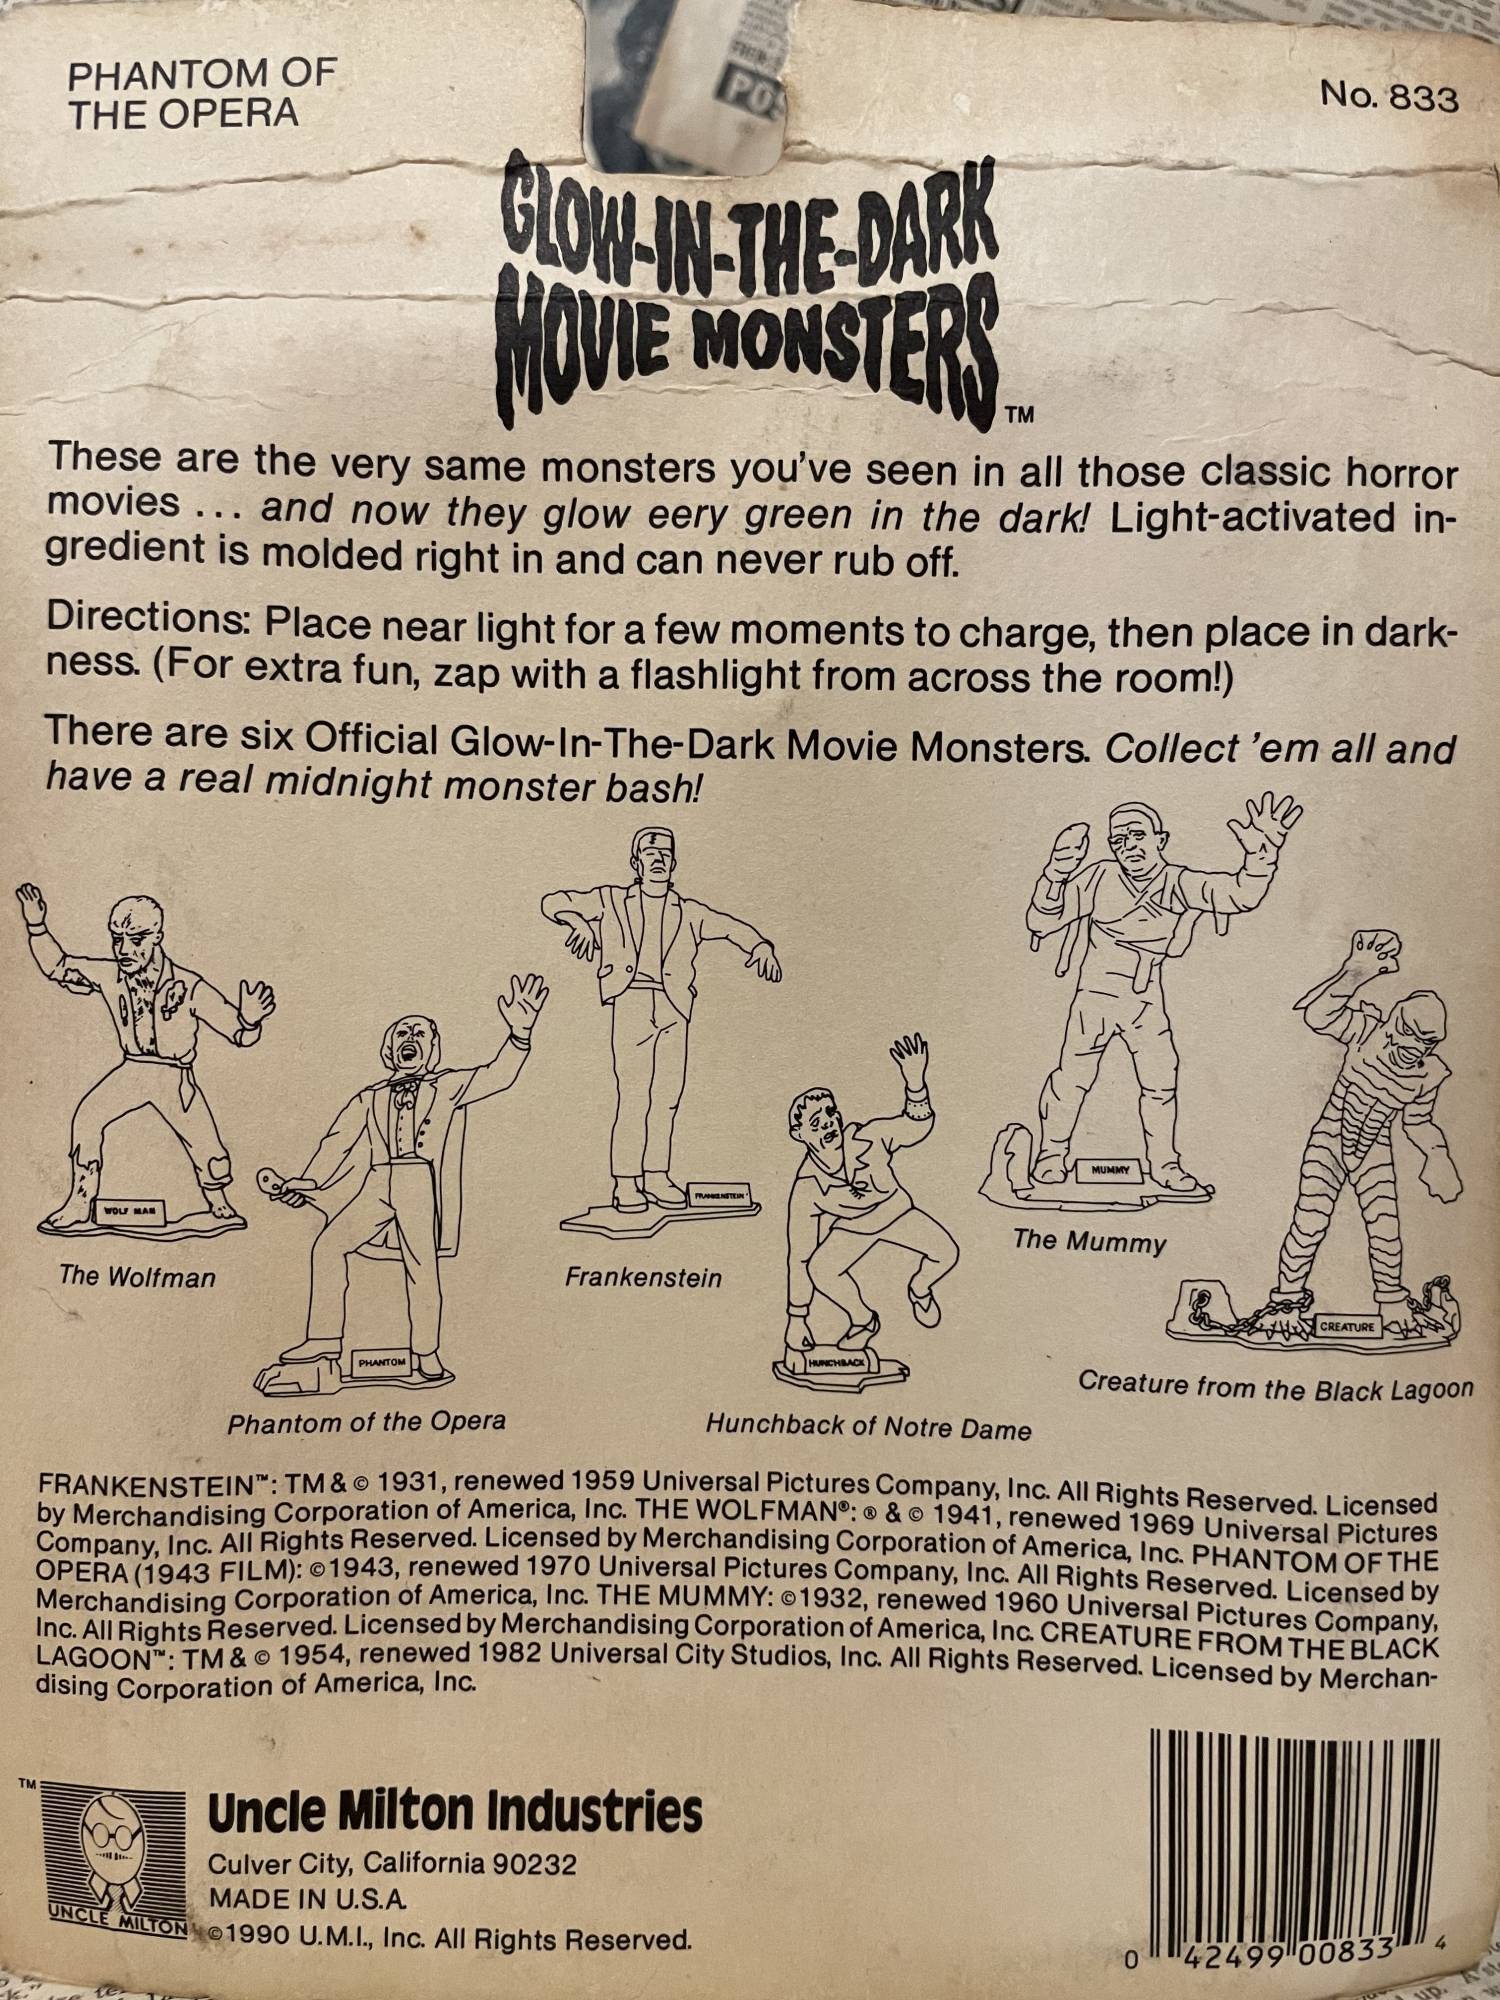 PHANTOM OF
THE OPERA
No. 833
GLOW-IN-THE-DARK
MOVIE MONSTERS™
These are the very same monsters you've seen in all those classic horror
movies ... and now they glow eery green in the dark! Light-activated in-
gredient is molded right in and can never rub off.
Directions: Place near light for a few moments to charge, then place in dark-
ness. (For extra fun, zap with a flashlight from across the room!)
There are six Official Glow-In-The-Dark Movie Monsters. Collect 'em all and
have a real midnight monster bash!
WOLF MAN
The Wolfman
PHANTOM
Phantom of the Opera
FRANKENSTEIN
Frankenstein
HUNCHBACK
Hunchback of Notre Dame
MUMMY
The Mummy
CREATURE
Creature from the Black Lagoon
FRANKENSTEIN™: TM & © 1931, renewed 1959 Universal Pictures Company, Inc. All Rights Reserved. Licensed
by Merchandising Corporation of America, Inc. THE WOLFMAN®: ® & © 1941, renewed 1969 Universal Pictures
Company, Inc. All Rights Reserved. Licensed by Merchandising Corporation of America, Inc. PHANTOM OF THE
OPERA (1943 FILM): ©1943, renewed 1970 Universal Pictures Company, Inc. All Rights Reserved. Licensed by
Merchandising Corporation of America, Inc. THE MUMMY: ©1932, renewed 1960 Universal Pictures Company,
Inc. All Rights Reserved. Licensed by Merchandising Corporation of America, Inc. CREATURE FROM THE BLACK
LAGOON™: TM & © 1954, renewed 1982 Universal City Studios, Inc. All Rights Reserved. Licensed by Merchan-
dising Corporation of America, Inc.
TM
UNCLE MILTON
Uncle Milton Industries
Culver City, California 90232
MADE IN U.S.A.
©1990 U.M.I., Inc. All Rights Reserved.
0 42499 00833 4